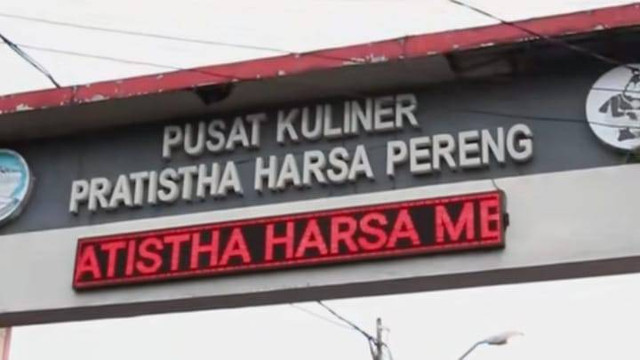 PUSAT KULINER
PRATISTHA HARSA PERENG
ATISTHA HARSA ME